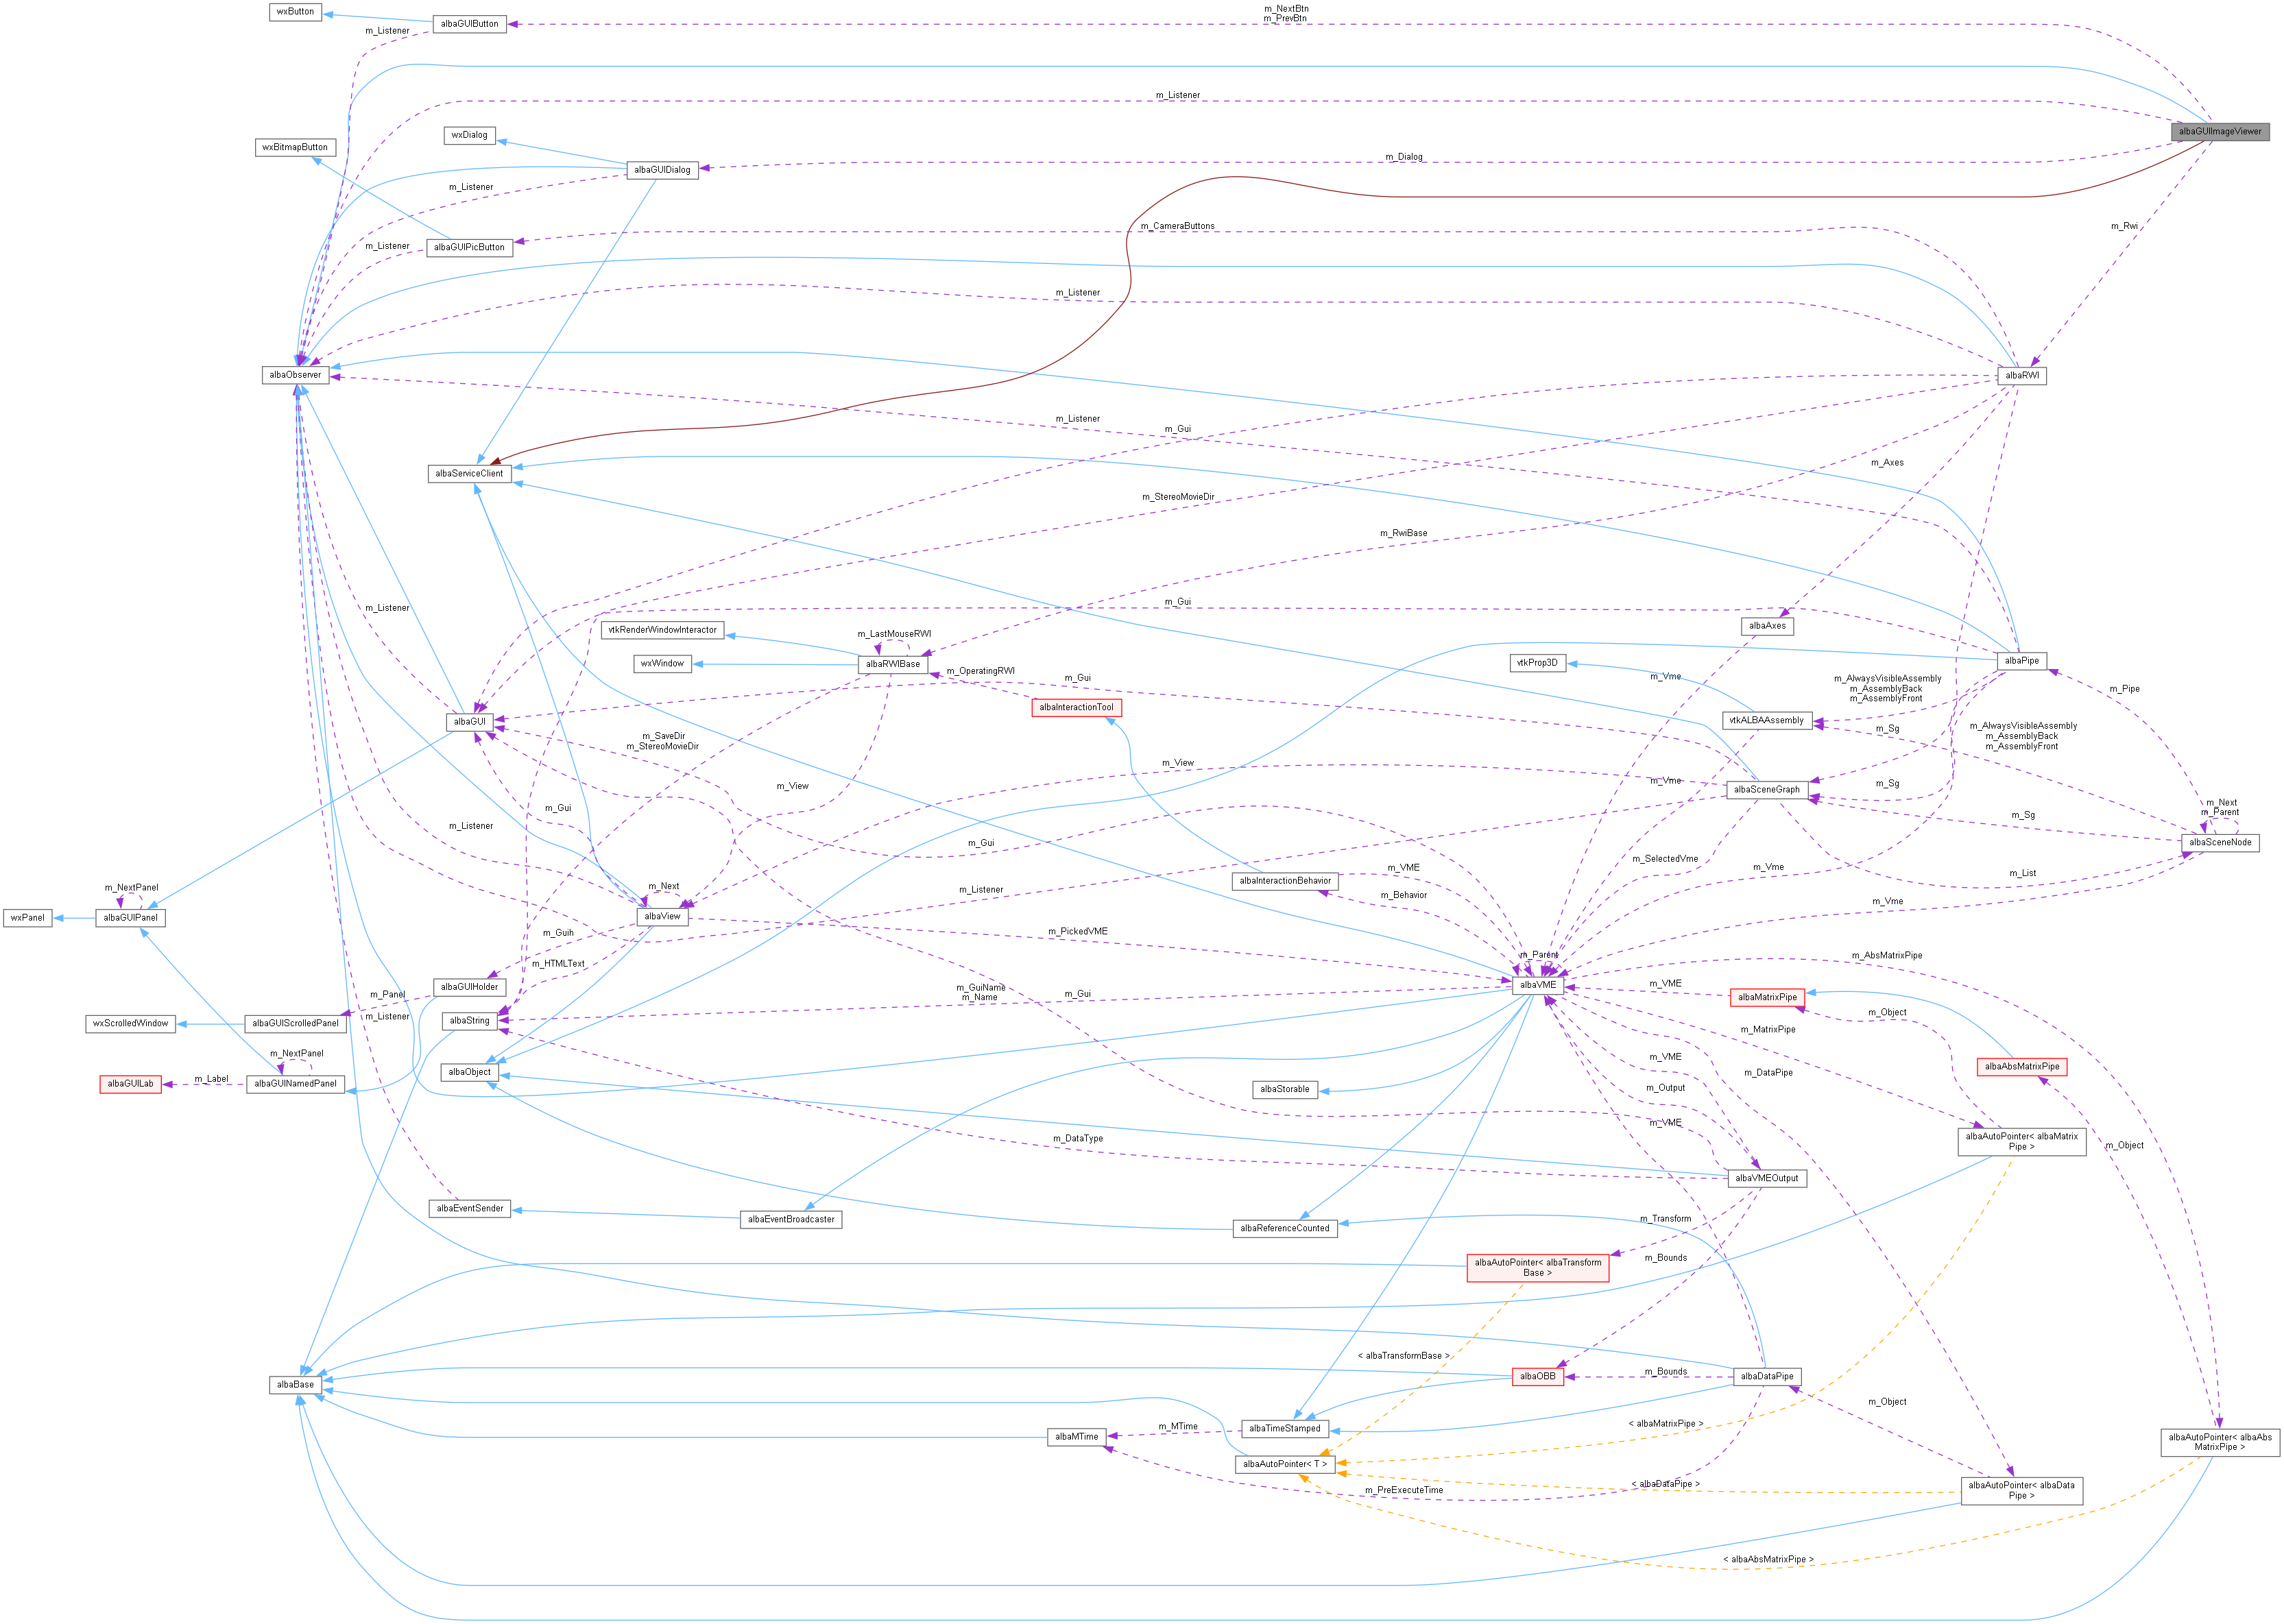 wxButton
albaGUIButton
m_NextBtn
m_PrevBtn
m_Listener
m_Listener
albaGUIImageViewer
wxDialog
wxBitmapButton
m_Dialog
albaGUIDialog
m_Listener
m_CameraButtons
m_Rwi
albaGUIPicButton
m_Listener
m_Listener
albaObserver
albaRWI
m_Listener
m_Gui
albaServiceClient
m_Axes
m_StereoMovieDir
m_RwiBase
m_Listener
m_Gui
vtkRenderWindowInteractor
m_LastMouseRWI
albaAxes
wxWindow
albaRWIBase
vtkProp3D
albaPipe
m_OperatingRWI
m_Gui
m_Vme
m_AlwaysVisibleAssembly
m_AssemblyBack
m_AssemblyFront
m_Pipe
albaInteractionTool
albaGUI
vtkALBAAssembly
m_SaveDir
m_StereoMovieDir
m_Sg
m_AlwaysVisibleAssembly
m_AssemblyBack
m_AssemblyFront
m_View
m_View
m_Vme
m_Sg
albaSceneGraph
m_Next
m_Parent
m_Gui
m_Sg
m_Listener
m_Gui
albaSceneNode
m_SelectedVme
m_Vme
m_List
m_NextPanel
m_Next
m_Listener
albaInteractionBehavior
m_VME
m_Behavior
m_Vme
wxPanel
albaGUIPanel
albaView
m_Guih
m_PickedVME
m_HTMLText
m_Parent
m_AbsMatrixPipe
albaGUIHolder
m_GuiName
m_Name
m_Gui
albaVME
m_VME
albaMatrixPipe
m_Panel
m_Listener
wxScrolledWindow
albaGUIScrolledPanel
albaString
m_MatrixPipe
m_Object
m_NextPanel
albaGUILab
m_Label
albaGUINamedPanel
albaObject
albaStorable
m_VME
m_Output
m_DataPipe
albaAbsMatrixPipe
m_DataType
m_VME
albaAutoPointer< albaMatrix
Pipe >
m_Object
albaVMEOutput
albaEventSender
albaEventBroadcaster
albaReferenceCounted
m_Transform
m_Bounds
albaAutoPointer< albaTransform
Base >
< albaTransformBase >
albaBase
albaOBB
m_Bounds
albaDataPipe
m_Object
m_MTime
albaTimeStamped
< albaMatrixPipe >
albaMTime
albaAutoPointer< albaAbs
MatrixPipe >
albaAutoPointer< T >
m_PreExecuteTime
< albaDataPipe >
albaAutoPointer< albaData
Pipe >
< albaAbsMatrixPipe >